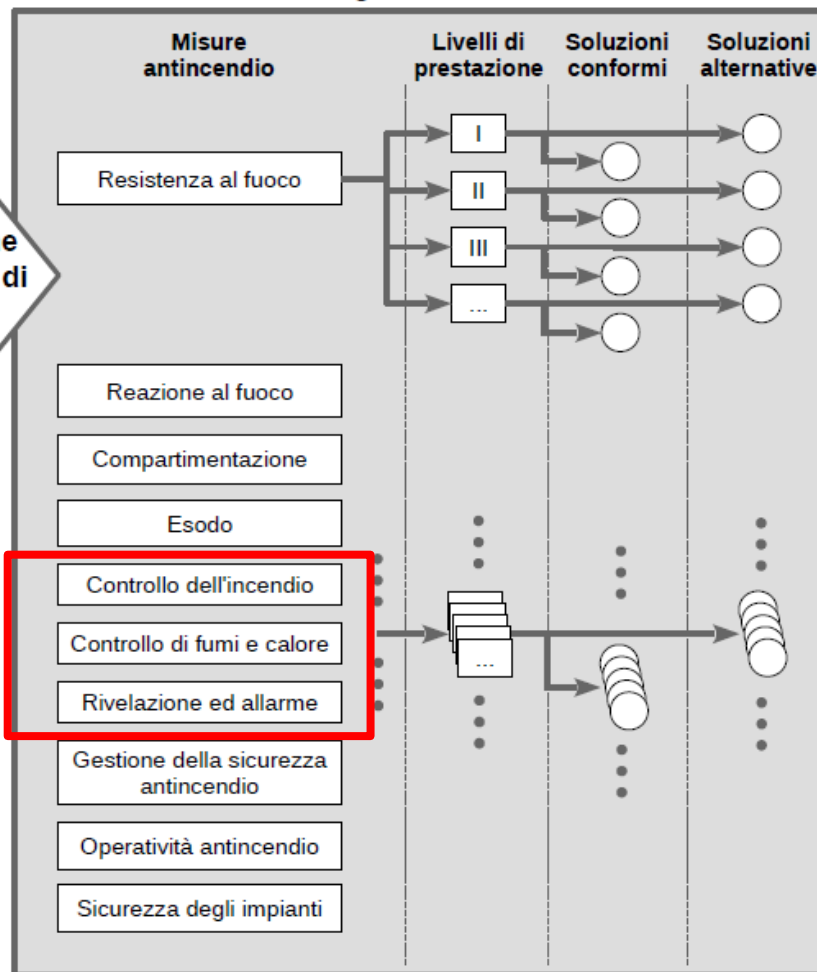 Misure
antincendio
Livelli di
prestazione
Soluzioni
conformi
Soluzioni
alternative
Resistenza al fuoco
I
II
III
...
e
di
Reazione al fuoco
Compartimentazione
Esodo
Controllo dell'incendio
Controllo di fumi e calore
Rivelazione ed allarme
...
Gestione della sicurezza
antincendio
Operatività antincendio
Sicurezza degli impianti